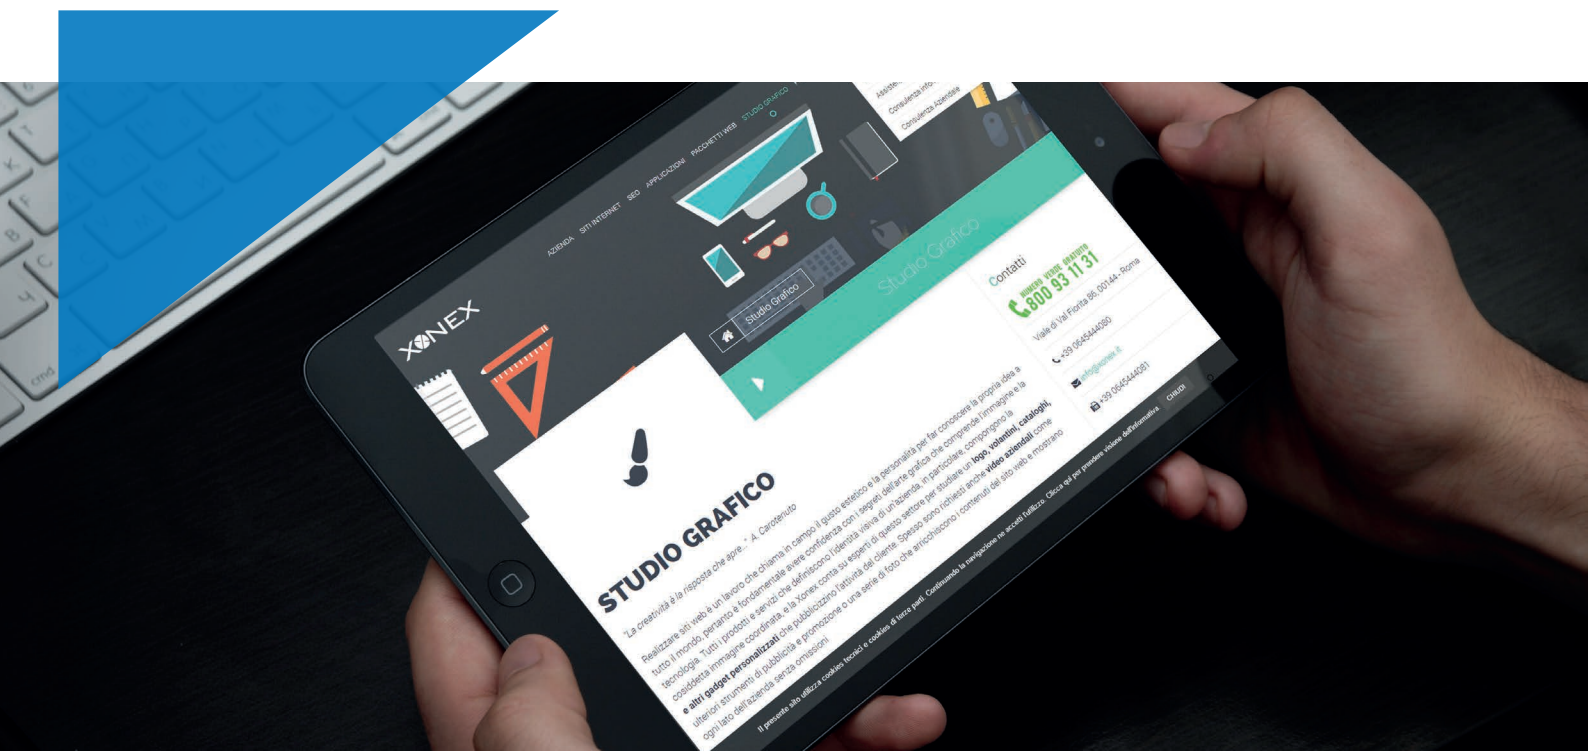 XONEX
AZIENDA SITI INTERNET SEO APPLICAZIONI PACCHETTI WEB STUDIO GRAFICO
Consulenza
Consulenza Aziendale
Studio Grafico
Studio Grafico
STUDIO GRAFICO
"La creatività è la risposta che apre..." A. Carotenuto
Realizzare siti web è un lavoro che chiama in campo il gusto estetico e la personalità per far conoscere la propria idea a
tutto il mondo, pertanto è fondamentale avere confidenza con i segreti dell'arte grafica che comprende l'immagine e la
tecnologia. Tutti i prodotti e servizi che definiscono l'identità visiva di un'azienda, in particolare, compongono la
cosiddetta immagine coordinata, e la Xonex conta su esperti di questo settore per studiare un logo, volantini, cataloghi,
e altri gadget personalizzati che pubblicizzino l'attività del cliente. Spesso sono richiesti anche video aziendali come
ulteriori strumenti di pubblicità e promozione o una serie di foto che arricchiscono i contenuti del sito web e mostrano
ogni lato dell'azienda senza omissioni
Contatti
NUMERO VERDE GRATUITO
800 93 11 31
Viale di Val Fiorita 86, 00144 - Roma
+39 0645444080
info@xonex.it
+39 0645444081
Il presente sito utilizza cookies tecnici e cookies di terze parti. Continuando la navigazione ne accetti l'utilizzo. Clicca qui per prendere visione dell'informativa CHIUDI
cmd